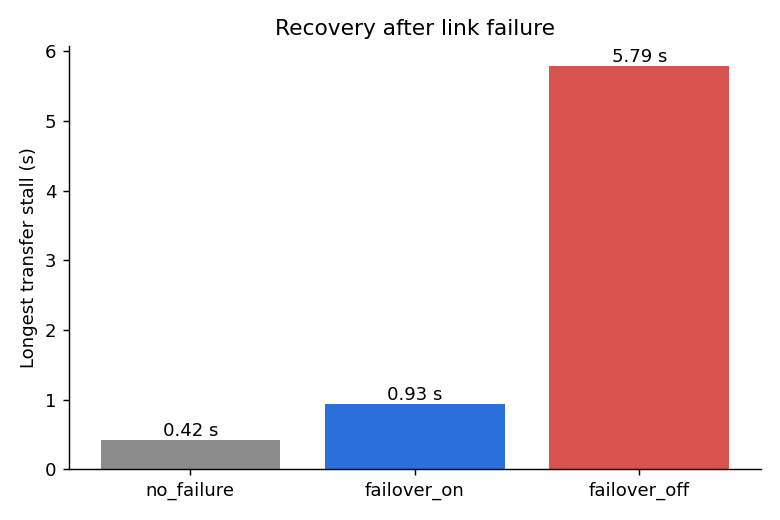 Recovery after link failure
Longest transfer stall (s)
6
5
4
3
2
1
0
0.42 s
0.93 s
5.79 s
no_failure
failover_on
failover_off